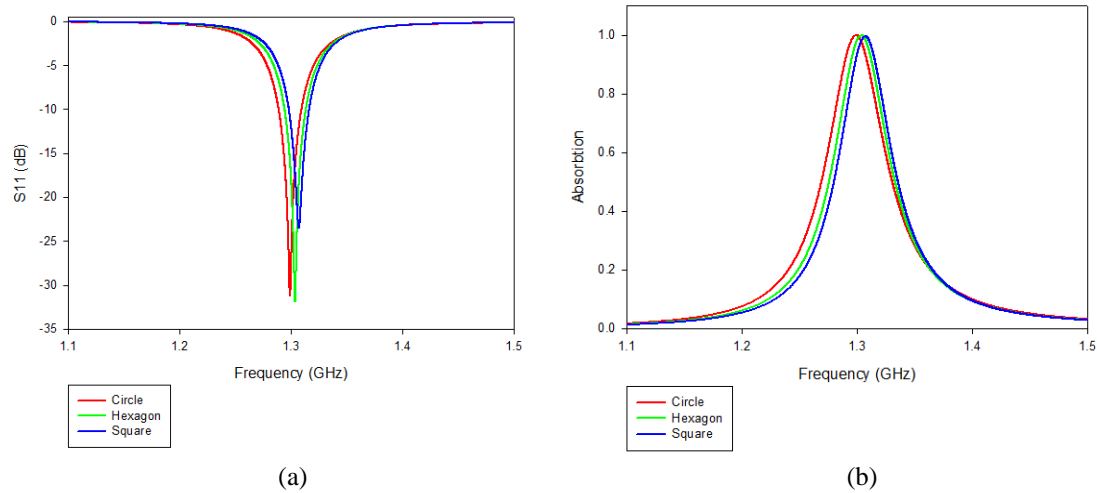 0
-5
-10
-15
-20
-25
-30
-35
S11 (dB)
1.1 1.2 1.3 1.4 1.5
Frequency (GHz)
Circle
Hexagon
Square
(a)
1.0
0.8
0.6
0.4
0.2
0.0
Absorbtion
1.1 1.2 1.3 1.4 1.5
Frequency (GHz)
Circle
Hexagon
Square
(b)